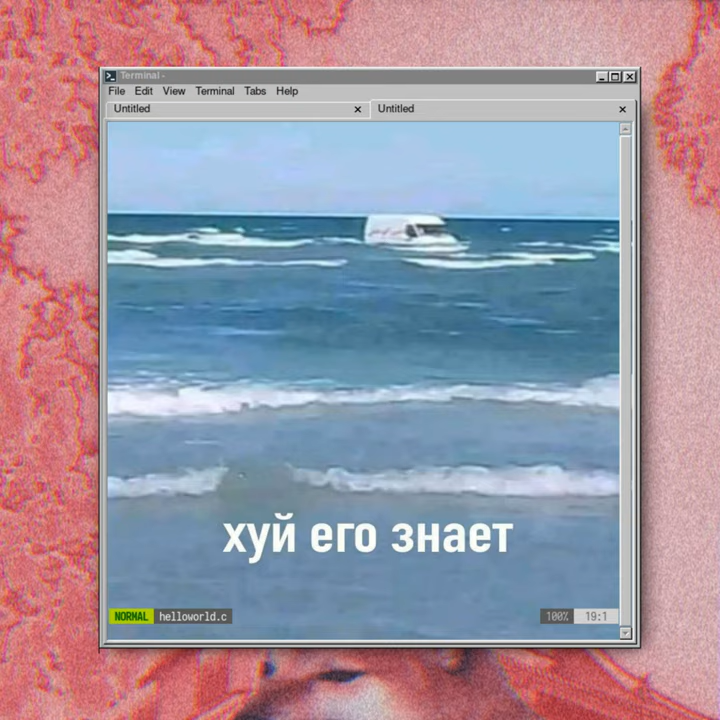 Terminal -
File Edit View Terminal Tabs Help
Untitled Untitled
хуй его знает
NORMAL helloworld.c 100% 19:1